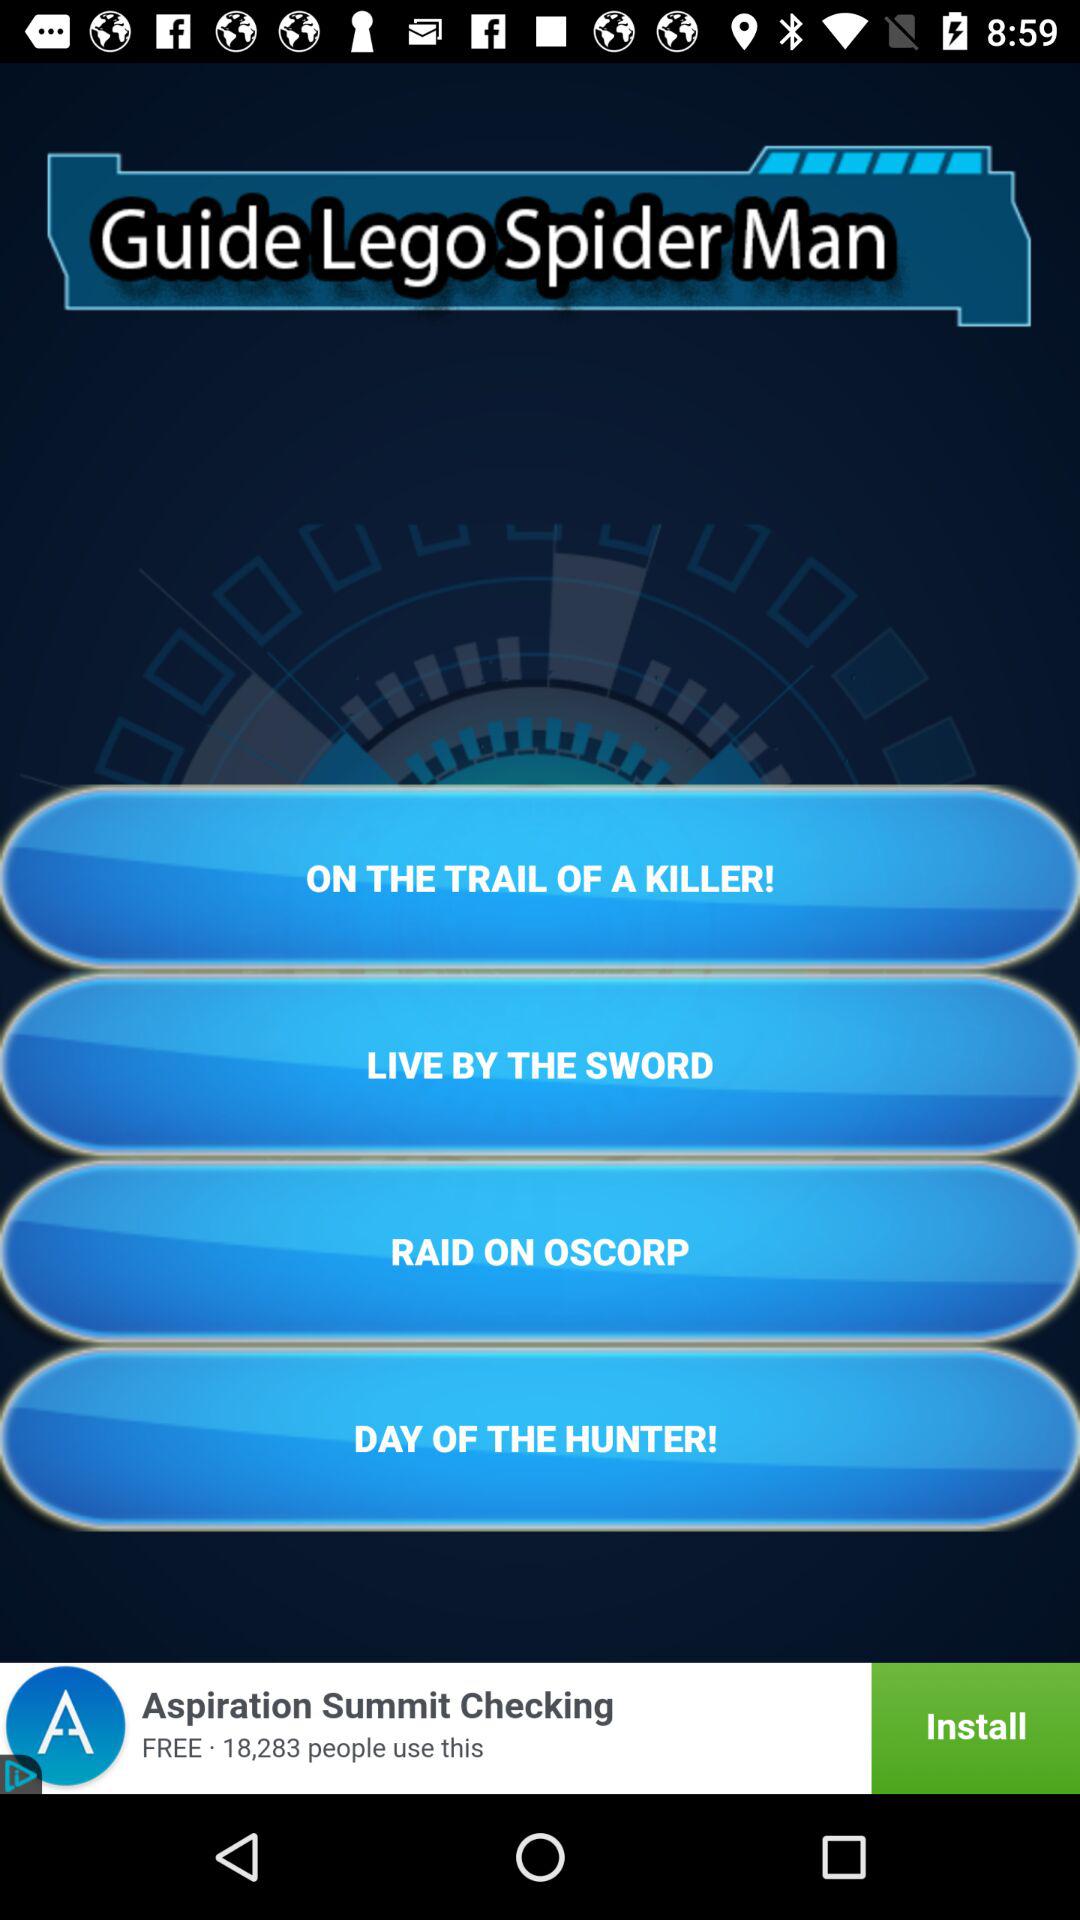 8:59
Guide Lego Spider Man
ON THE TRAIL OF A KILLER!
LIVE BY THE SWORD
RAID ON OSCORP
DAY OF THE HUNTER!
Aspiration Summit Checking
FREE · 18,283 people use this
Install